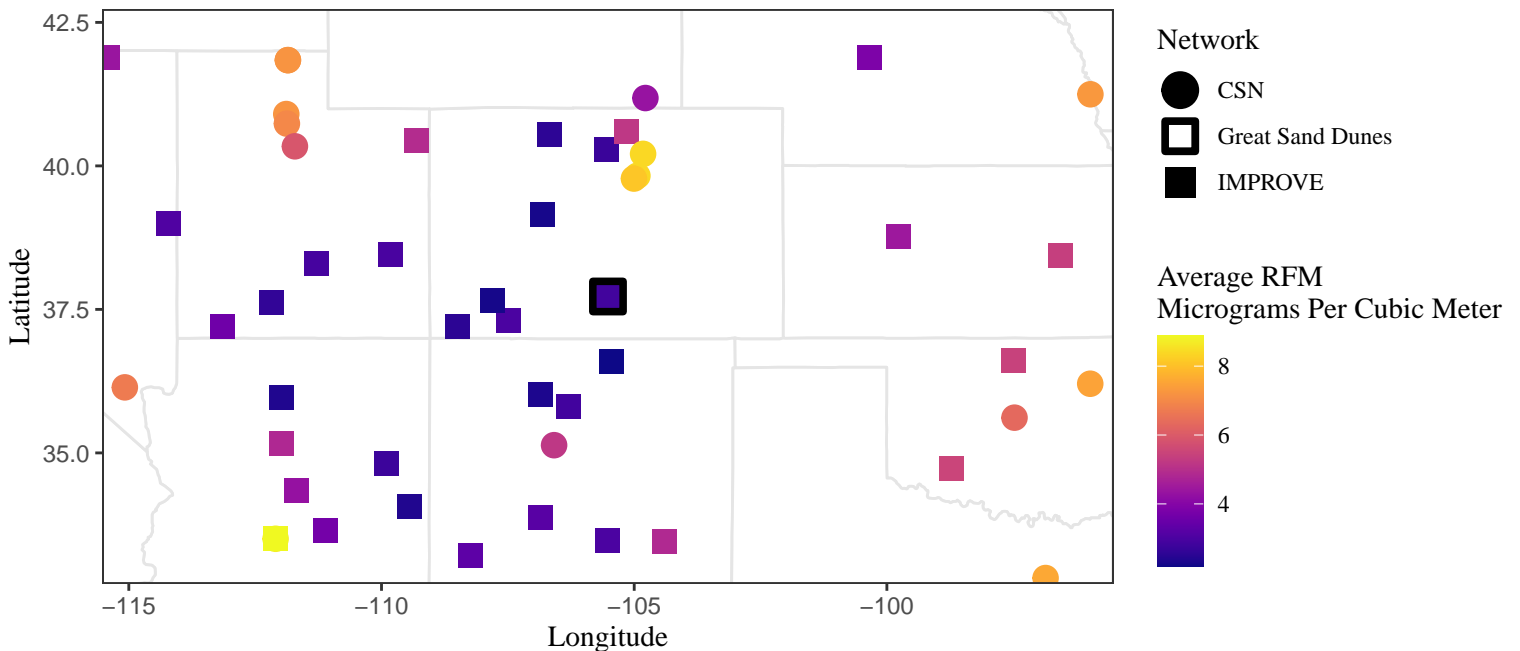 42.5
40.0
37.5
35.0
Latitude
−115
−110
−105
−100
Longitude
Network
CSN
Great Sand Dunes
IMPROVE
Average RFM
Micrograms Per Cubic Meter
8
6
4